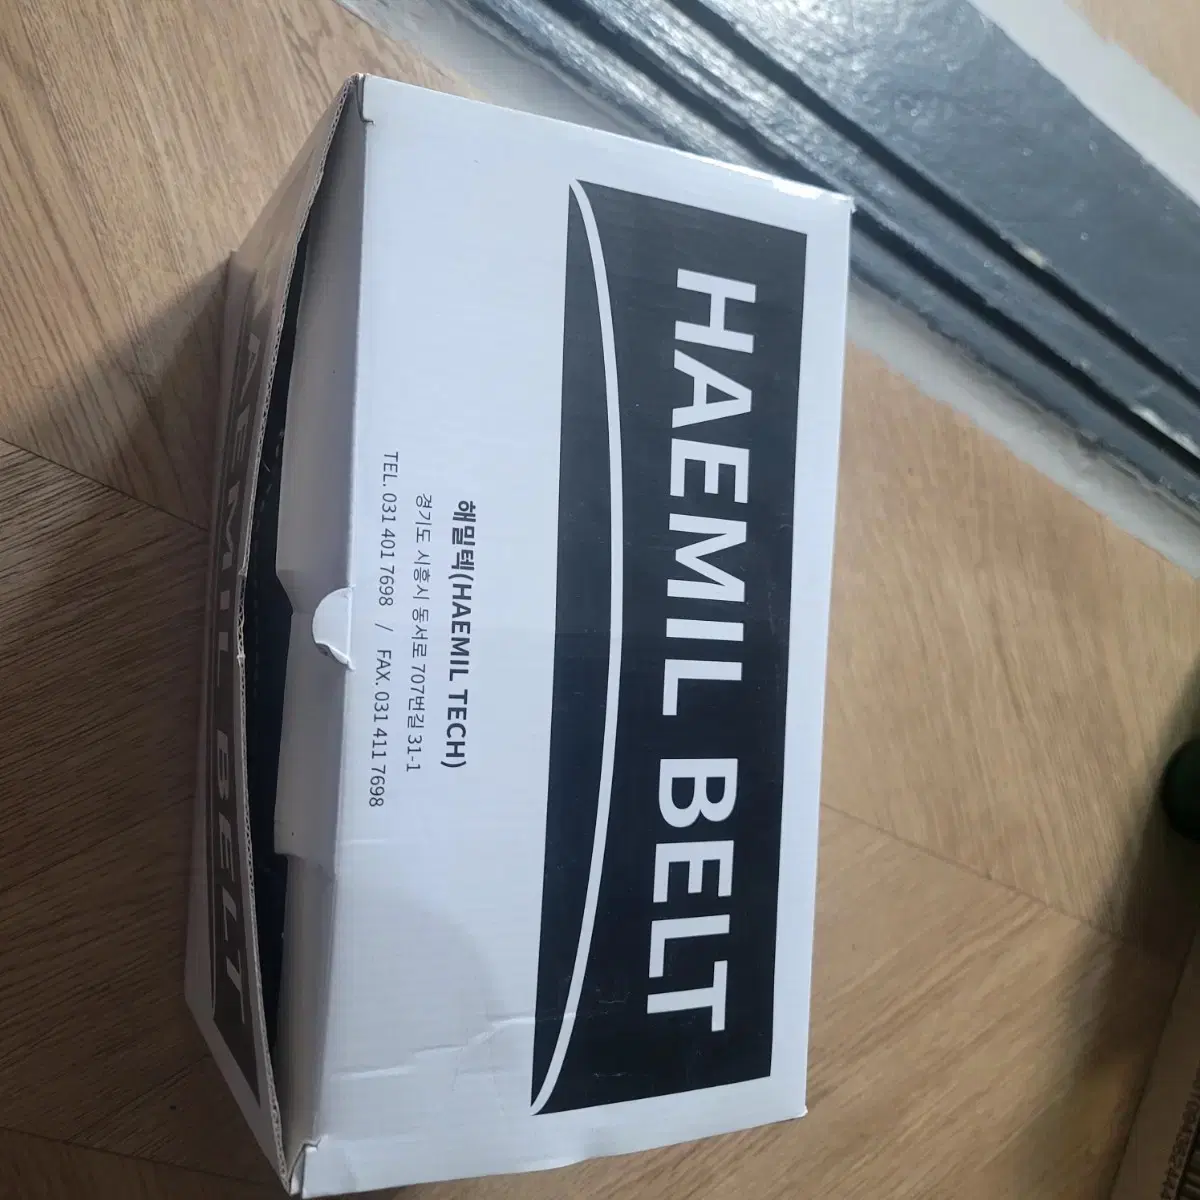 HAEMIL BELT
해밀텍(HAEMIL TECH)
경기도 시흥시 동서로 707번길 31-1
TEL. 031 401 7698 / FAX. 031 411 7698
HAEMIL BELT